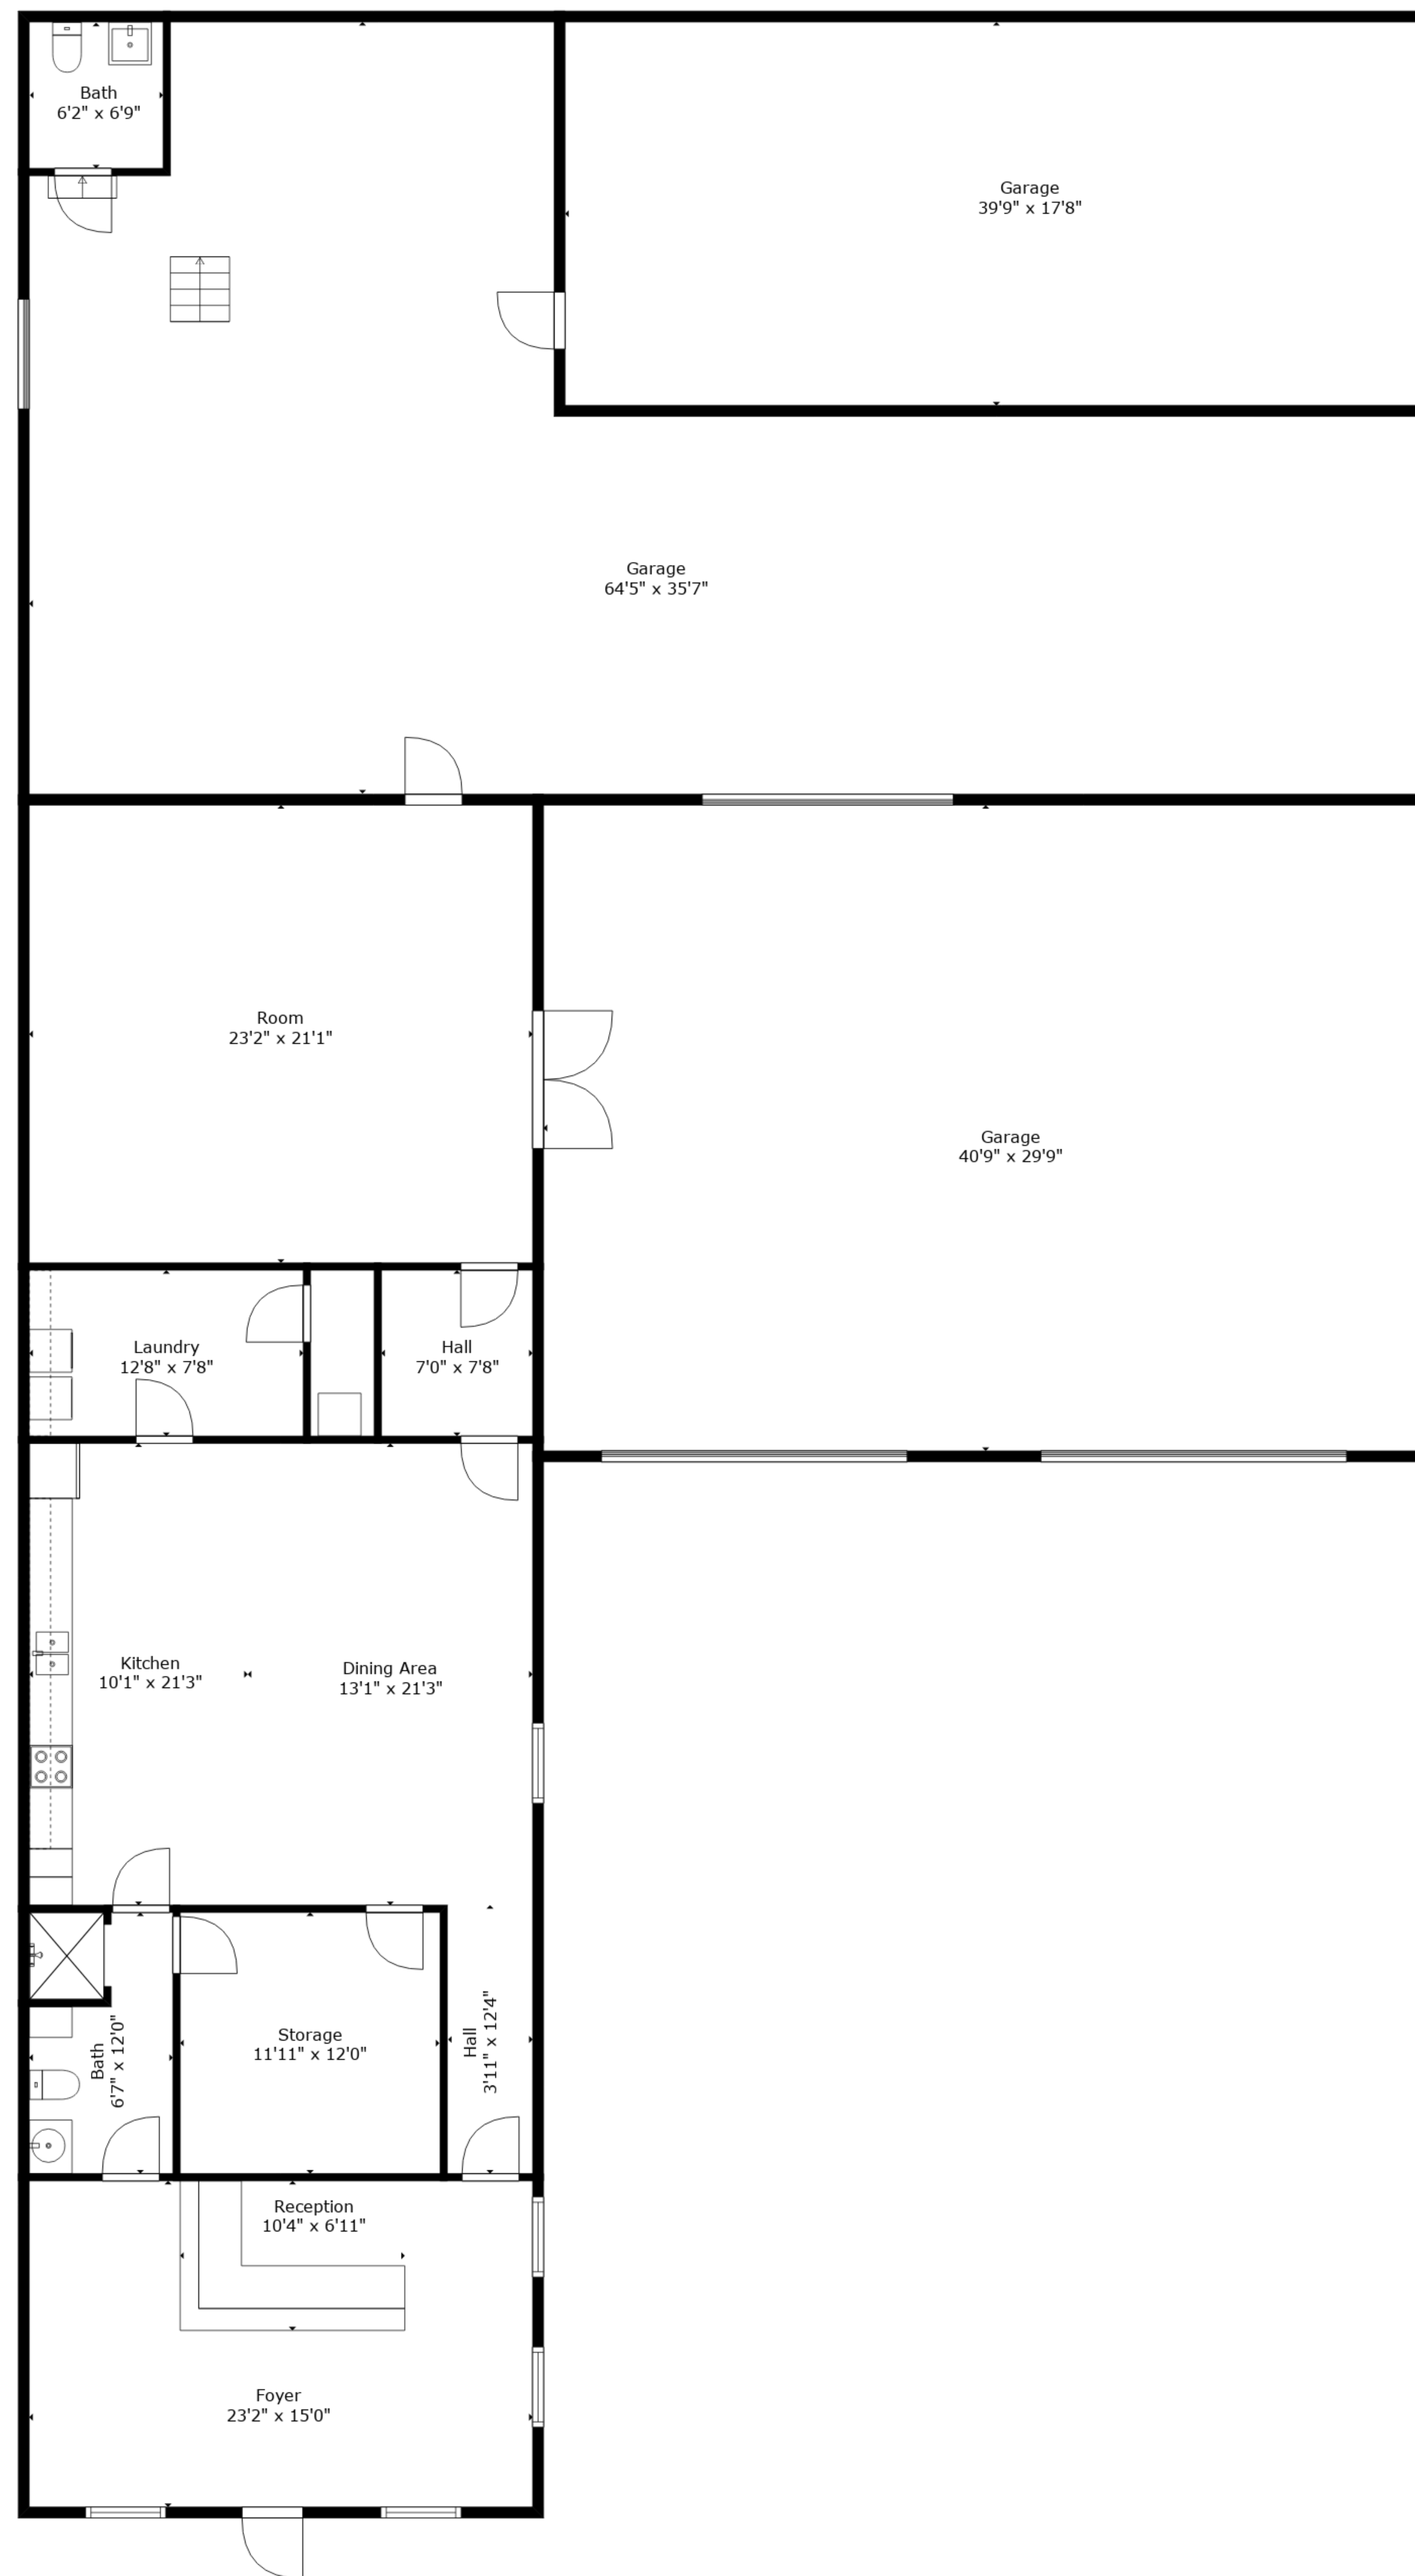 Bath
6'2" x 6'9"
Garage
39'9" x 17'8"
Garage
64'5" x 35'7"
Room
23'2" x 21'1"
Garage
40'9" x 29'9"
Laundry
12'8" x 7'8"
Hall
7'0" x 7'8"
Kitchen
10'1" x 21'3"
Dining Area
13'1" x 21'3"
Bath
6'7" x 12'0"
Storage
11'11" x 12'0"
Hall
3'11" x 12'4"
Reception
10'4" x 6'11"
Foyer
23'2" x 15'0"